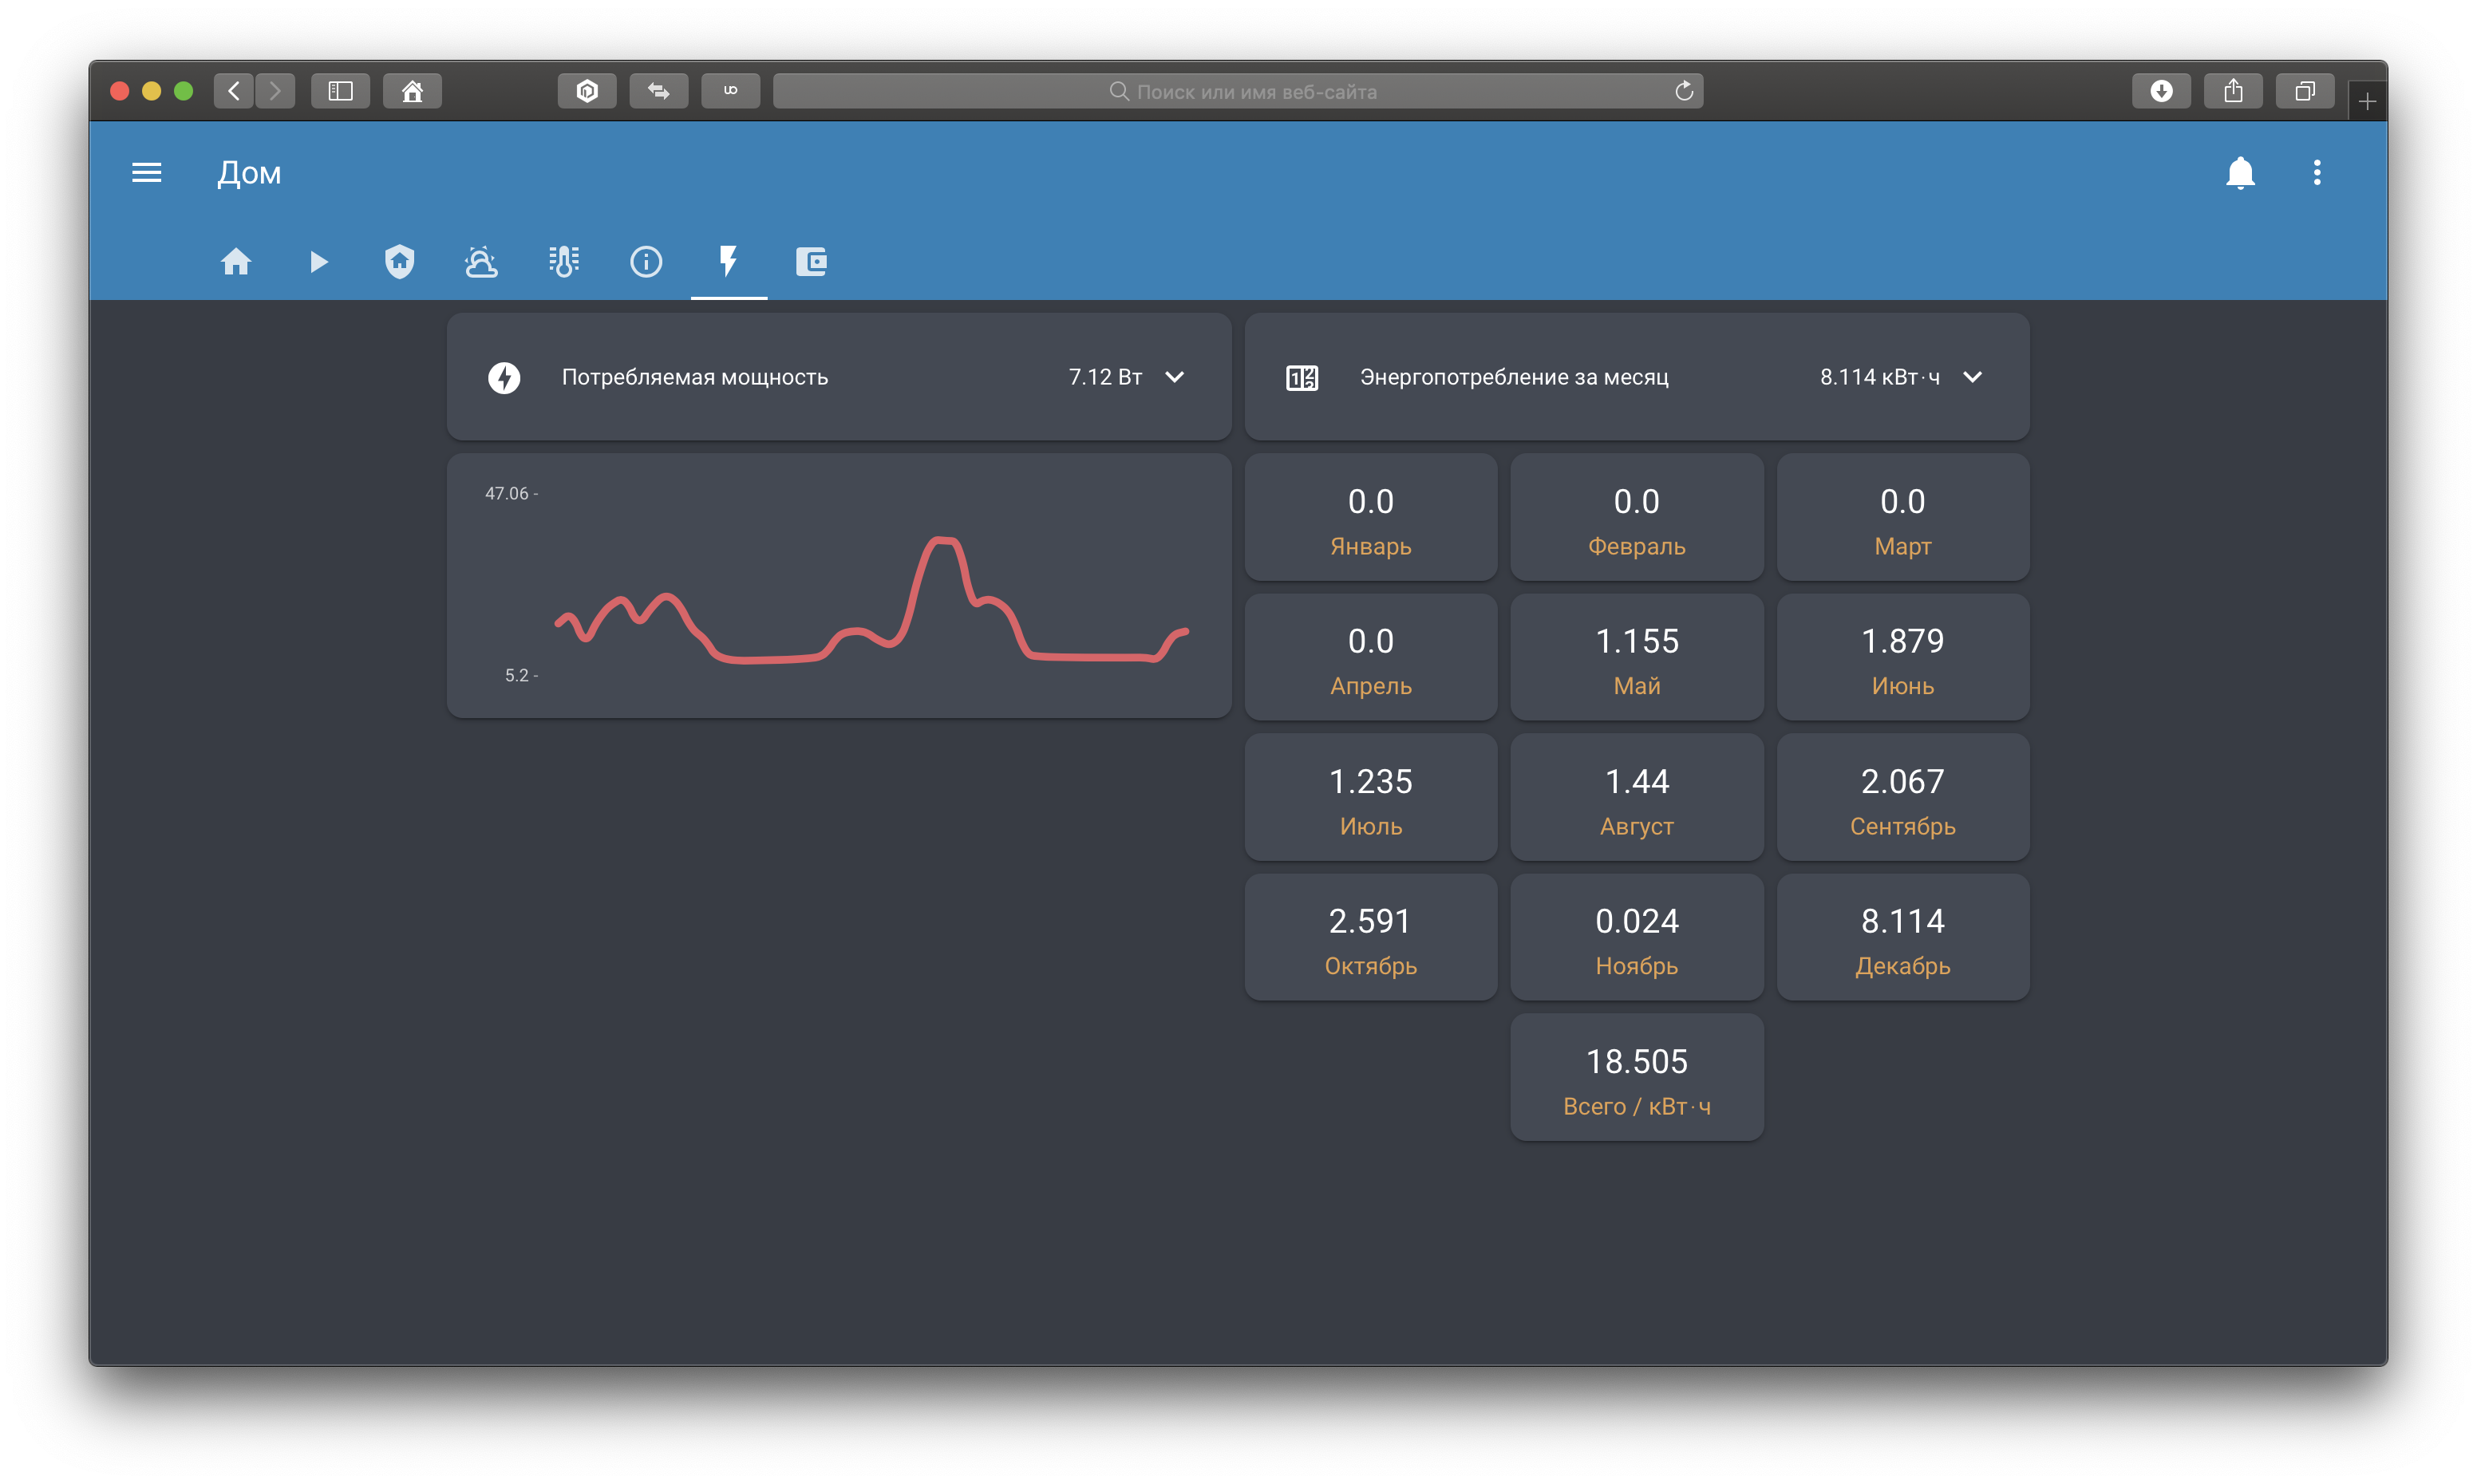 Поиск или имя веб-сайта
Дом
Потребляемая мощность
7.12 Вт
Энергопотребление за месяц
8.114 кВт·ч
47.06 -
5.2 -
0.0
Январь
0.0
Февраль
0.0
Март
0.0
Апрель
1.155
Май
1.879
Июнь
1.235
Июль
1.44
Август
2.067
Сентябрь
2.591
Октябрь
0.024
Ноябрь
8.114
Декабрь
18.505
Всего / кВт·ч